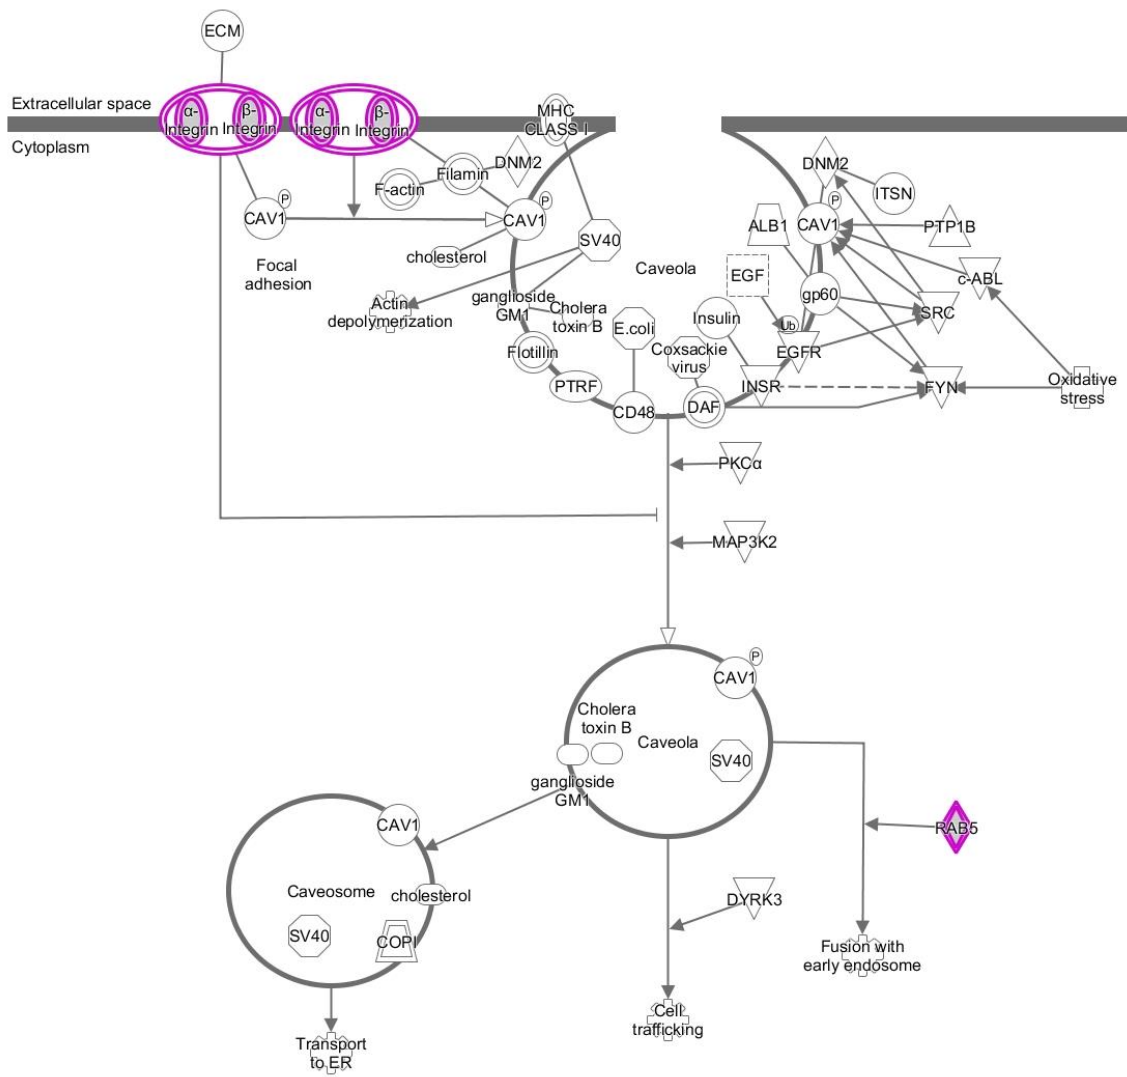 ECM
Extracellular space
α-
Integrin
β-
Integrin
α-
Integrin
β-
Integrin
MHC
CLASS I
Cytoplasm
DNM2
Filamin
F-actin
DNM2
ITSN
P
CAV1
P
CAV1
P
CAV1
ALB1
PTP1B
SV40
cholesterol
Caveola
EGF
c-ABL
Focal
adhesion
gp60
ganglioside
GM1
Cholera
toxin B
Actin
depolymerization
Insulin
SRC
E.coli
Ub
EGFR
Flotillin
Coxsackie
virus
PTRF
INSR
FYN
Oxidative
stress
CD48
DAF
PKCα
MAP3K2
P
CAV1
Cholera
toxin B
Caveola
SV40
ganglioside
GM1
CAV1
RAB5
Caveosome
cholesterol
DYRK3
SV40
COPI
Fusion with
early endosome
Cell
trafficking
Transport
to ER